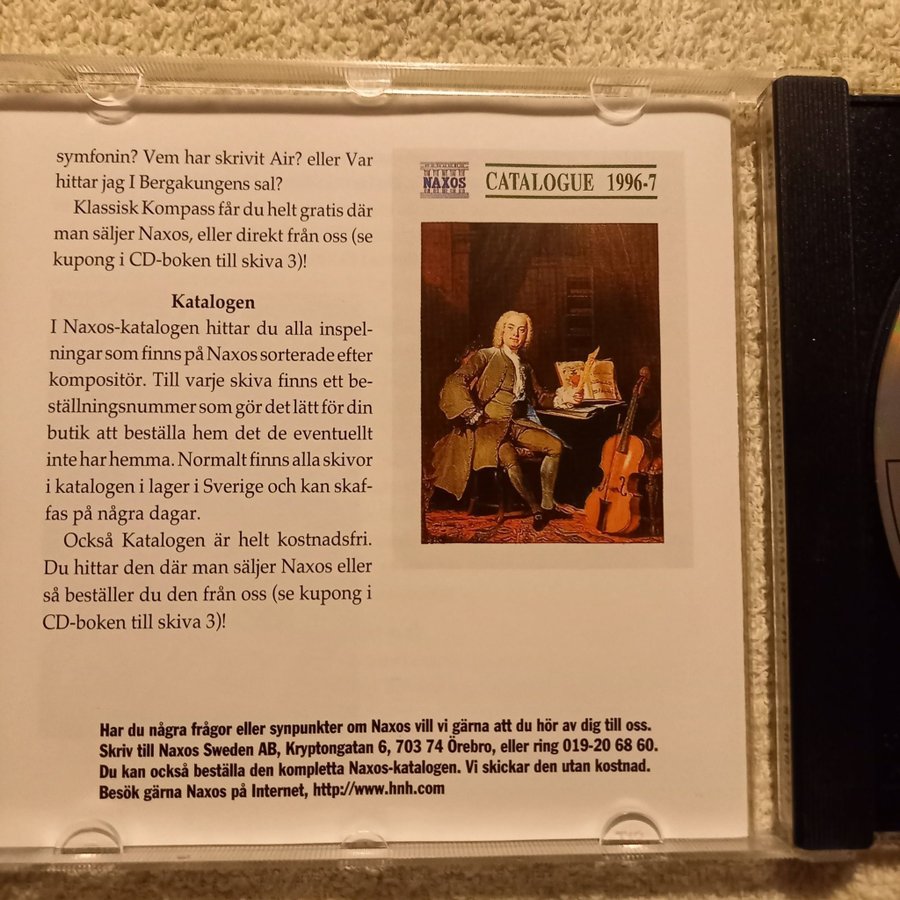 symfonin? Vem har skrivit Air? eller Var
hittar jag I Bergakungens sal?
Klassisk Kompass får du helt gratis där
man säljer Naxos, eller direkt från oss (se
kupong i CD-boken till skiva 3)!
Katalogen
I Naxos-katalogen hittar du alla inspel-
ningar som finns på Naxos sorterade efter
kompositör. Till varje skiva finns ett be-
ställningsnummer som gör det lätt för din
butik att beställa hem det de eventuellt
inte har hemma. Normalt finns alla skivor
i katalogen i lager i Sverige och kan skaf-
fas på några dagar.
Också Katalogen är helt kostnadsfri.
Du hittar den där man säljer Naxos eller
så beställer du den från oss (se kupong i
CD-boken till skiva 3)!
NAXOS CATALOGUE 1996-7
Har du några frågor eller synpunkter om Naxos vill vi gärna att du hör av dig till oss.
Skriv till Naxos Sweden AB, Kryptongatan 6, 703 74 Örebro, eller ring 019-20 68 60.
Du kan också beställa den kompletta Naxos-katalogen. Vi skickar den utan kostnad.
Besök gärna Naxos på Internet, http://www.hnh.com